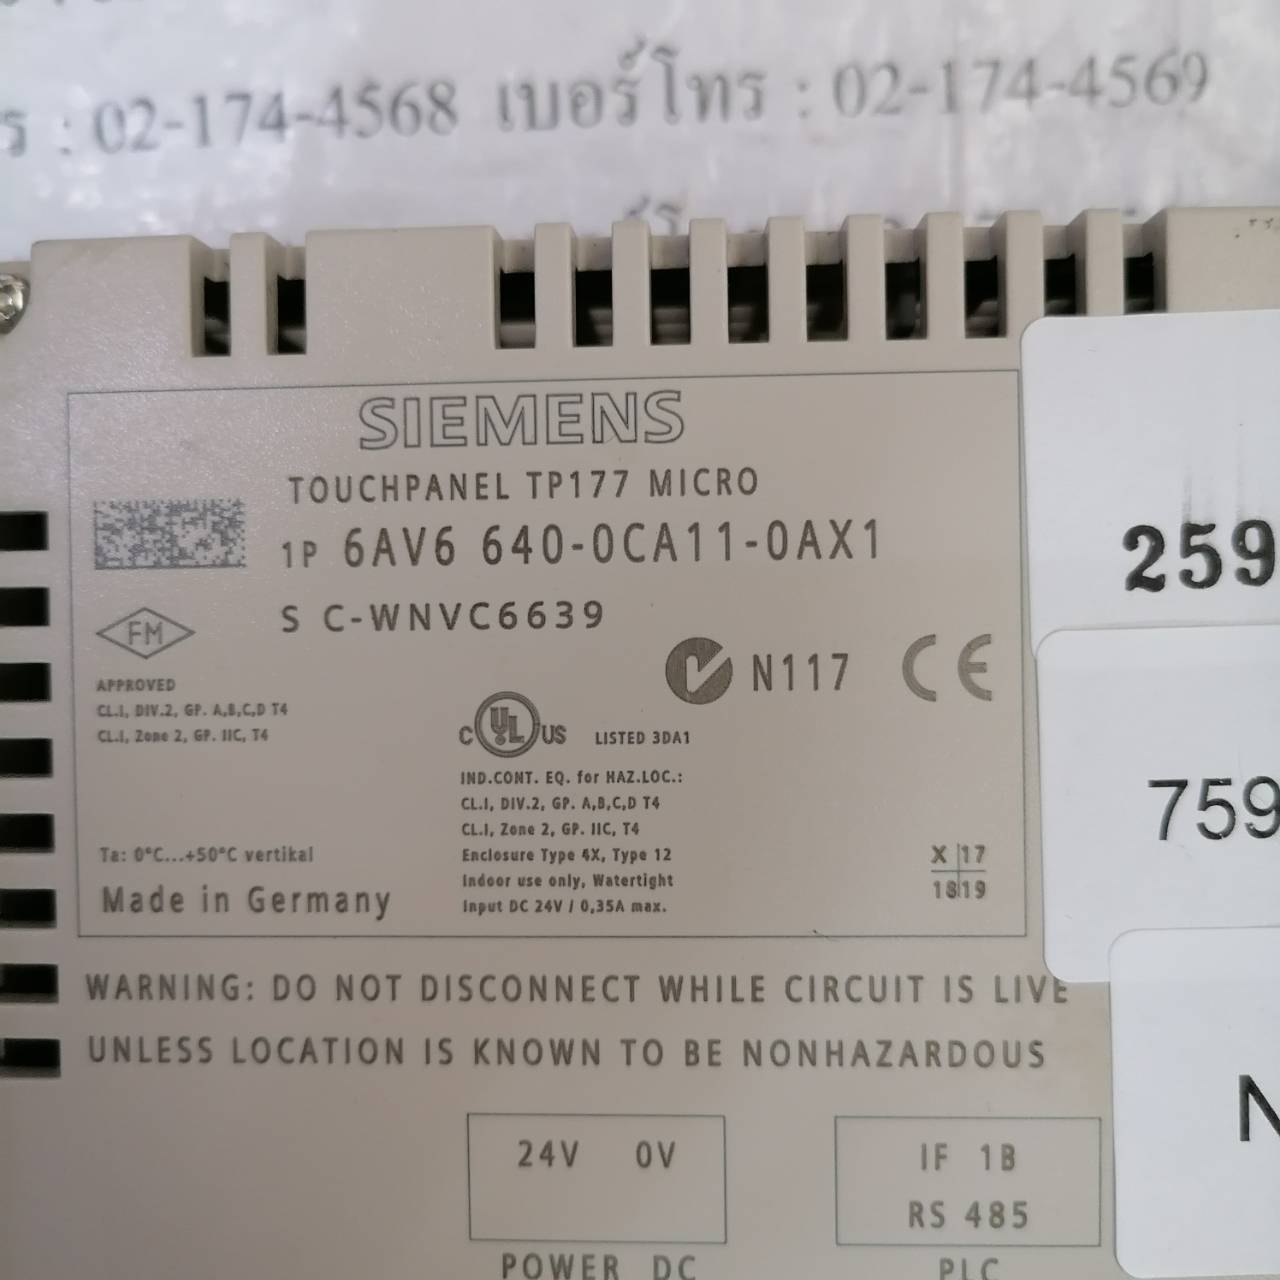 : 02-174-4568 เบอร์โทร : 02-174-4569
SIEMENS
TOUCHPANEL TP177 MICRO
1P 6AV6 640-0CA11-0AX1
S C-WNVC6639
FM
APPROVED
CL.I, DIV.2, GP. A,B,C,D T4
CL.I, Zone 2, GP. IIC, T4
N117 CE
C UL US LISTED 3DA1
IND.CONT. EQ. for HAZ.LOC.:
CL.I, DIV.2, GP. A,B,C,D T4
CL.I, Zone 2, GP. IIC, T4
Enclosure Type 4X, Type 12
Indoor use only, Watertight
Input DC 24V / 0,35A max.
Ta: 0°C...+50°C vertikal
Made in Germany
X 17
18 19
WARNING: DO NOT DISCONNECT WHILE CIRCUIT IS LIVE
UNLESS LOCATION IS KNOWN TO BE NONHAZARDOUS
24V 0V
POWER DC
IF 1B
RS 485
PLC
259
759
N